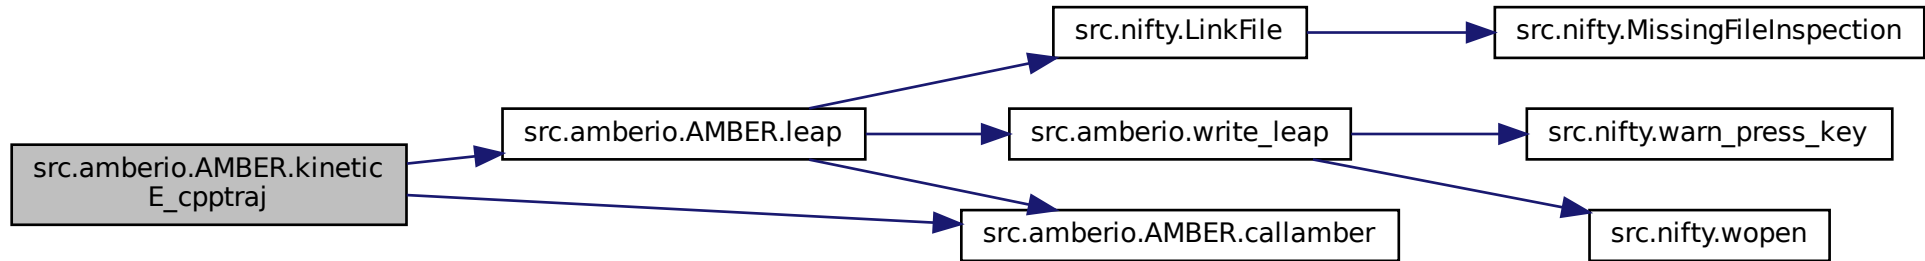 src.nifty.LinkFile
src.nifty.MissingFileInspection
src.amberio.AMBER.leap
src.amberio.write_leap
src.nifty.warn_press_key
src.amberio.AMBER.kinetic
E_cpptraj
src.amberio.AMBER.callamber
src.nifty.wopen